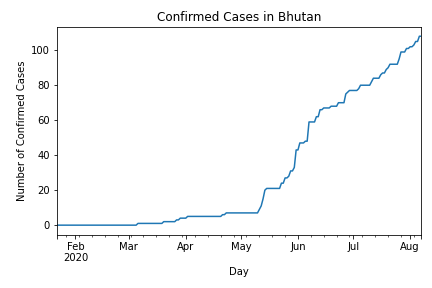 Confirmed Cases in Bhutan
Number of Confirmed Cases
100
80
60
40
20
0
Feb Mar Apr May Jun Jul Aug
2020
Day